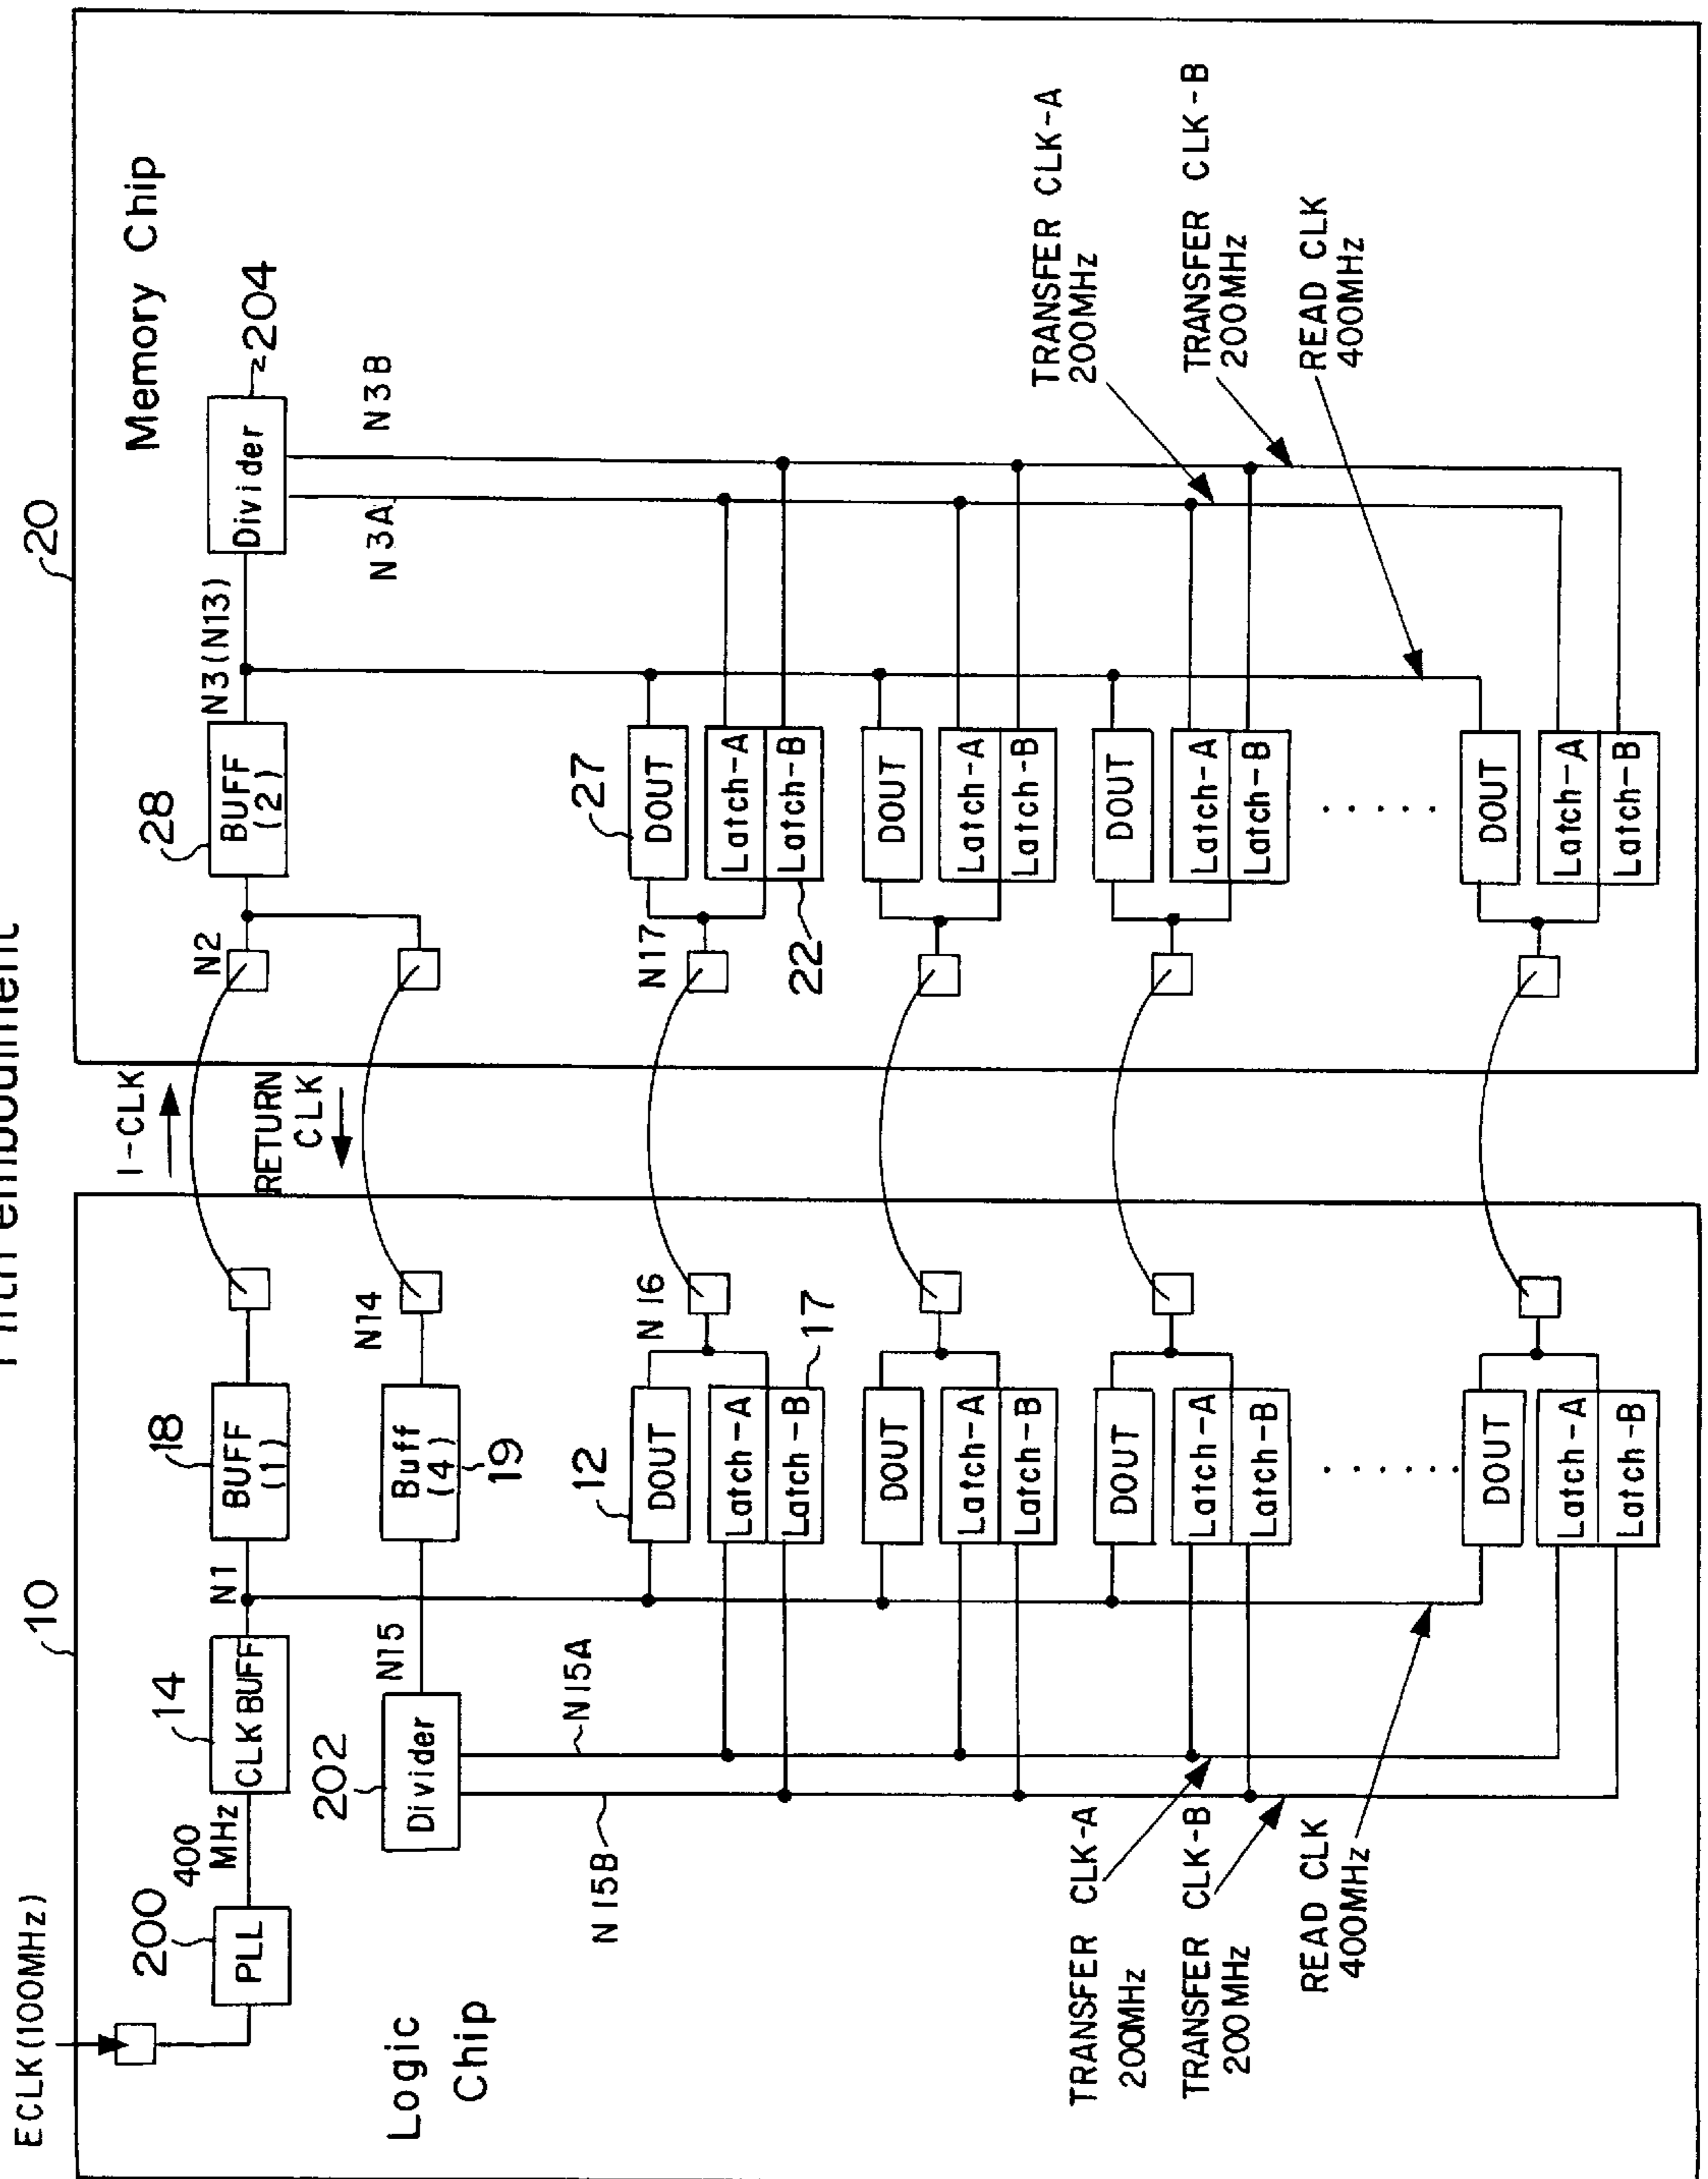 Fifth embodiment
ECLK(100MHz)
10
20
200
PLL
400
MHz
14
CLK BUFF
N1
18
BUFF
(1)
I-CLK
N2
28
BUFF
(2)
N3(N13)
Divider
204
Memory Chip
Logic
Chip
202
Divider
N15
Buff
(4)
19
N14
RETURN
CLK
N3A
N3B
N15B
N15A
12
DOUT
Latch-A
Latch-B
17
N16
N17
22
27
DOUT
Latch-A
Latch-B
DOUT
Latch-A
Latch-B
DOUT
Latch-A
Latch-B
DOUT
Latch-A
Latch-B
DOUT
Latch-A
Latch-B
.....
......
DOUT
Latch-A
Latch-B
DOUT
Latch-A
Latch-B
TRANSFER CLK-A
200MHz
TRANSFER CLK-B
200MHz
READ CLK
400MHz
TRANSFER CLK-A
200MHz
TRANSFER CLK-B
200MHz
READ CLK
400MHz